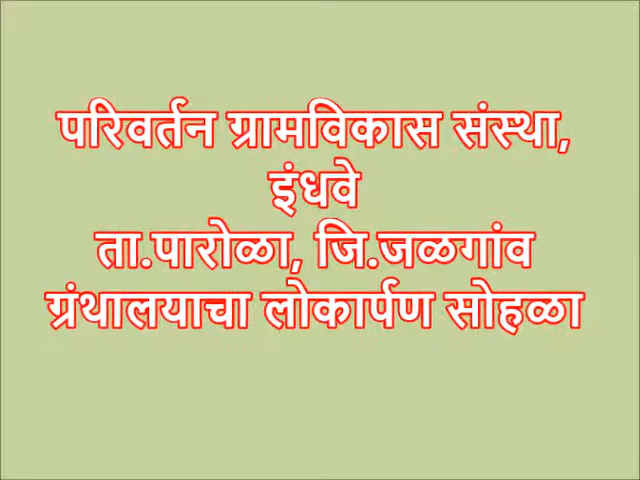 परिवर्तन ग्रामविकास संस्था,
इंधवे
ता.पारोळा, जि.जळगांव
ग्रंथालयाचा लोकार्पण सोहळा